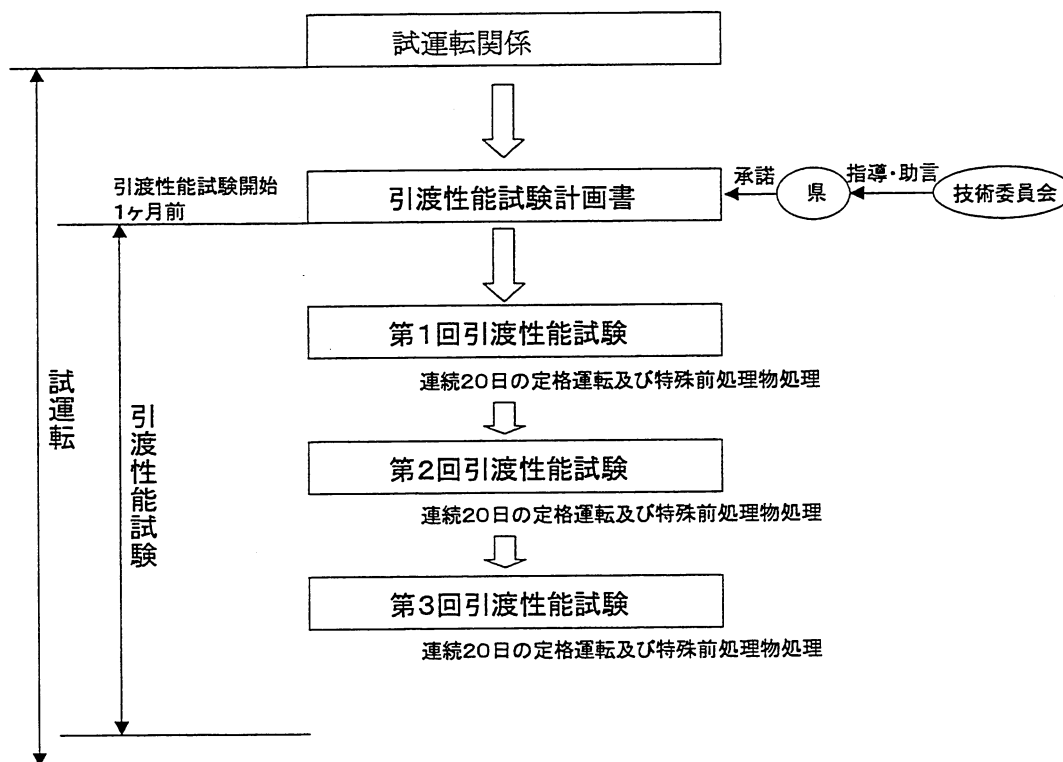 試運転関係
引渡性能試験開始
1ヶ月前
引渡性能試験計画書
承諾
県
指導・助言
技術委員会
第1回引渡性能試験
連続20日の定格運転及び特殊前処理物処理
試運転
引渡性能試験
第2回引渡性能試験
連続20日の定格運転及び特殊前処理物処理
第3回引渡性能試験
連続20日の定格運転及び特殊前処理物処理